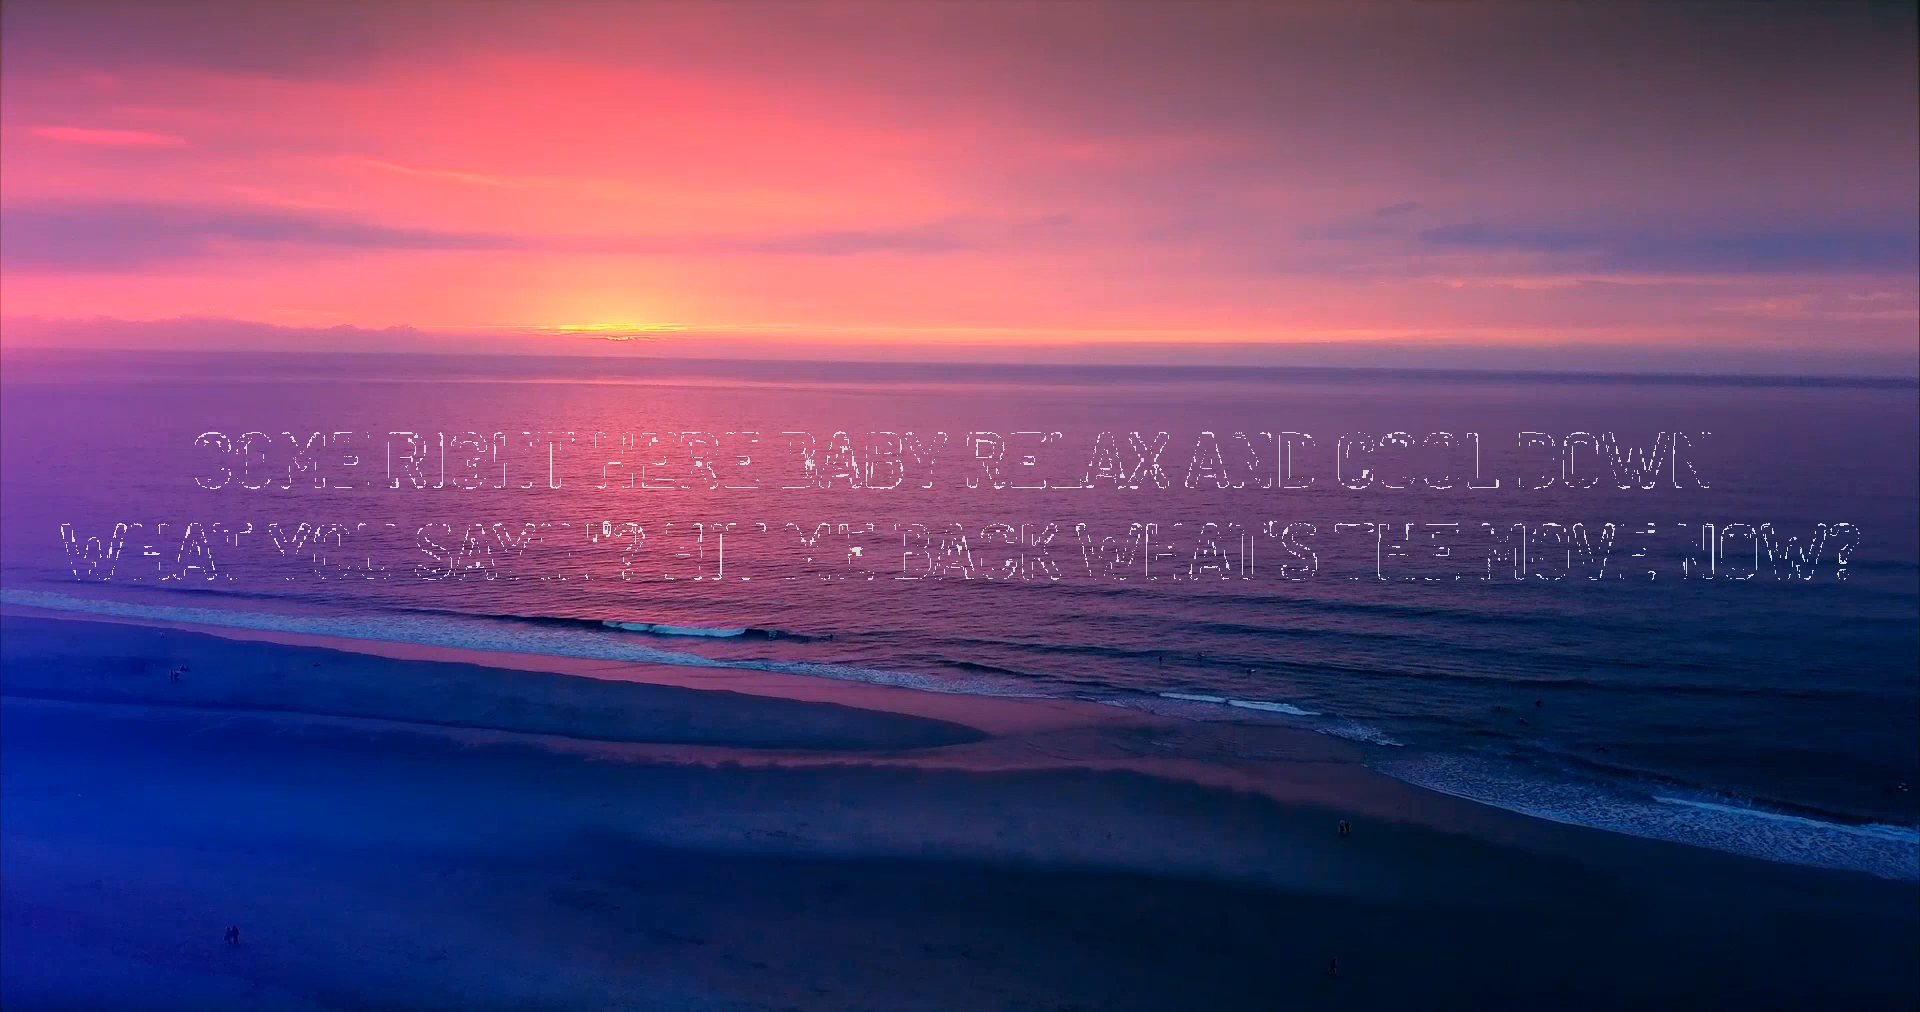 COME RIGHT HERE BABY RELAX AND COOL DOWN
WHAT YOU SAYIN'? HIT ME BACK WHAT'S THE MOVE NOW?